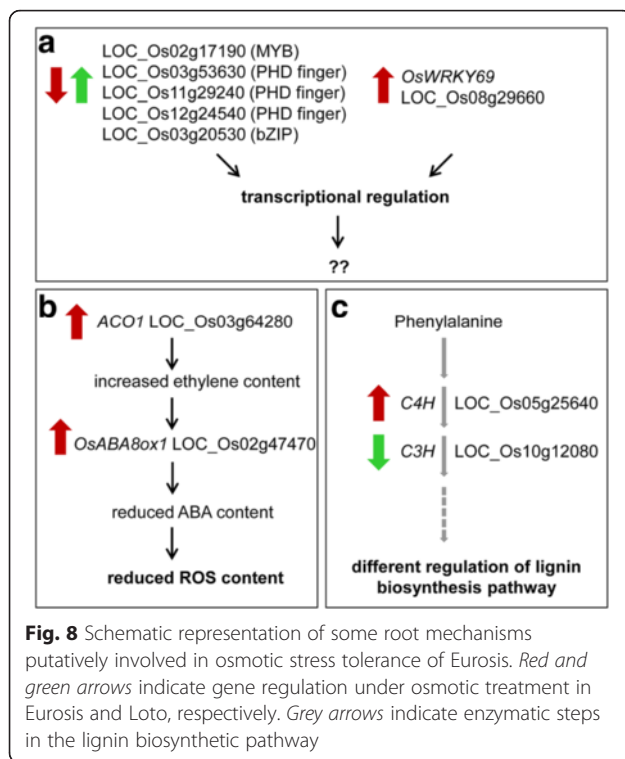 a
LOC_Os02g17190 (MYB)
LOC_Os03g53630 (PHD finger)
LOC_Os11g29240 (PHD finger)
LOC_Os12g24540 (PHD finger)
LOC_Os03g20530 (bZIP)
OsWRKY69
LOC_Os08g29660
transcriptional regulation
??
b
ACO1 LOC_Os03g64280
increased ethylene content
OsABA8ox1 LOC_Os02g47470
reduced ABA content
reduced ROS content
c
Phenylalanine
C4H LOC_Os05g25640
C3H LOC_Os10g12080
different regulation of lignin
biosynthesis pathway
Fig. 8 Schematic representation of some root mechanisms
putatively involved in osmotic stress tolerance of Eurosis. Red and
green arrows indicate gene regulation under osmotic treatment in
Eurosis and Loto, respectively. Grey arrows indicate enzymatic steps
in the lignin biosynthetic pathway